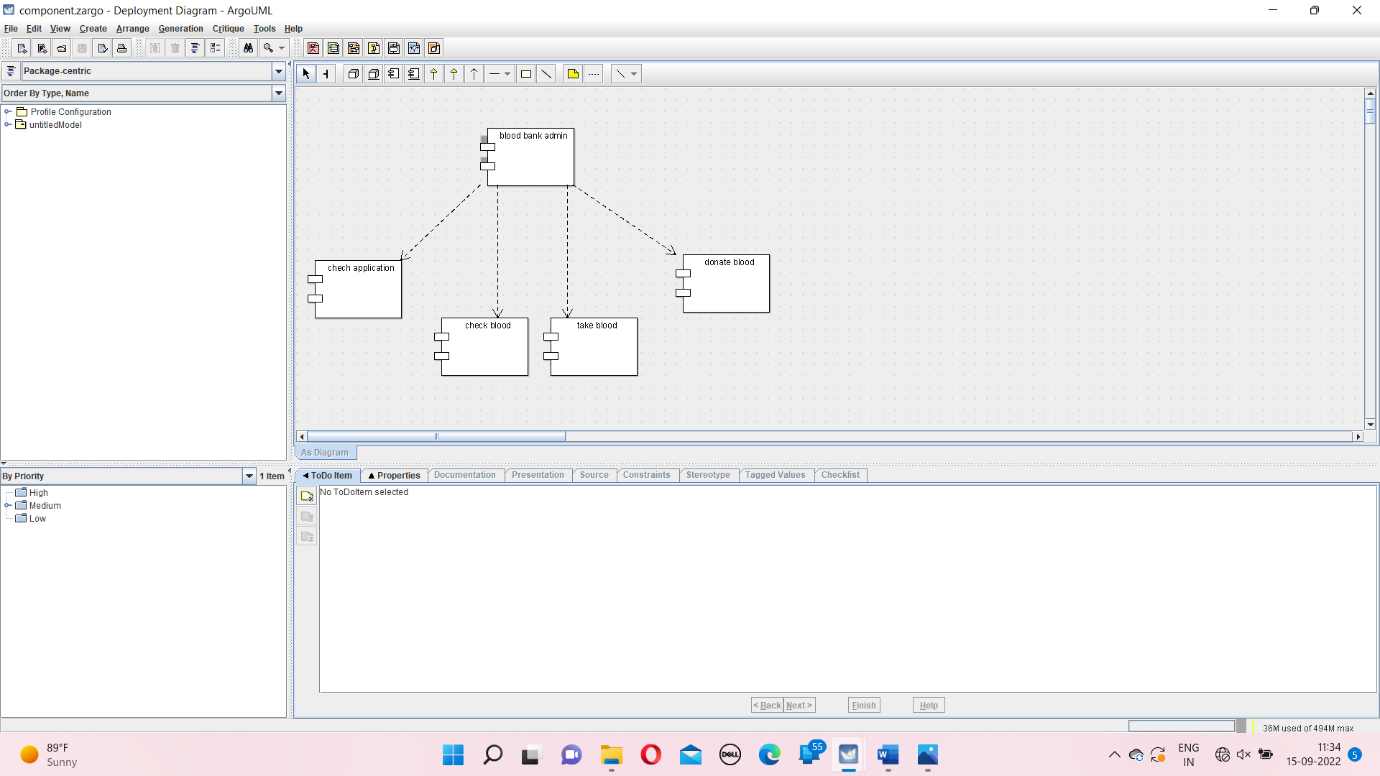 component.zargo - Deployment Diagram - ArgoUML
File Edit View Create Arrange Generation Critique Tools Help
Package-centric
Order By Type, Name
Profile Configuration
untitledModel
blood bank admin
chech application
donate blood
check blood
take blood
As Diagram
By Priority
1 Item
High
Medium
Low
ToDo Item Properties Documentation Presentation Source Constraints Stereotype Tagged Values Checklist
No ToDoItem selected
< Back Next > Finish Help
36M used of 494M max
89°F
Sunny
DELL
55
ENG
IN
11:34
15-09-2022
5